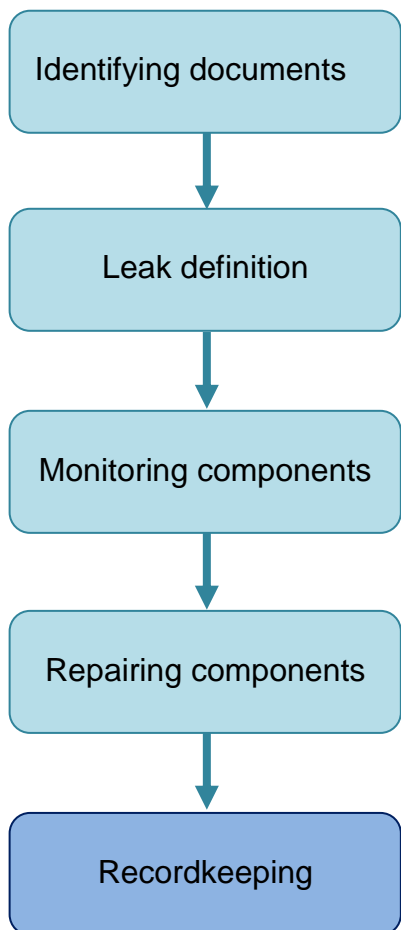 Identifying documents
Leak definition
Monitoring components
Repairing components
Recordkeeping